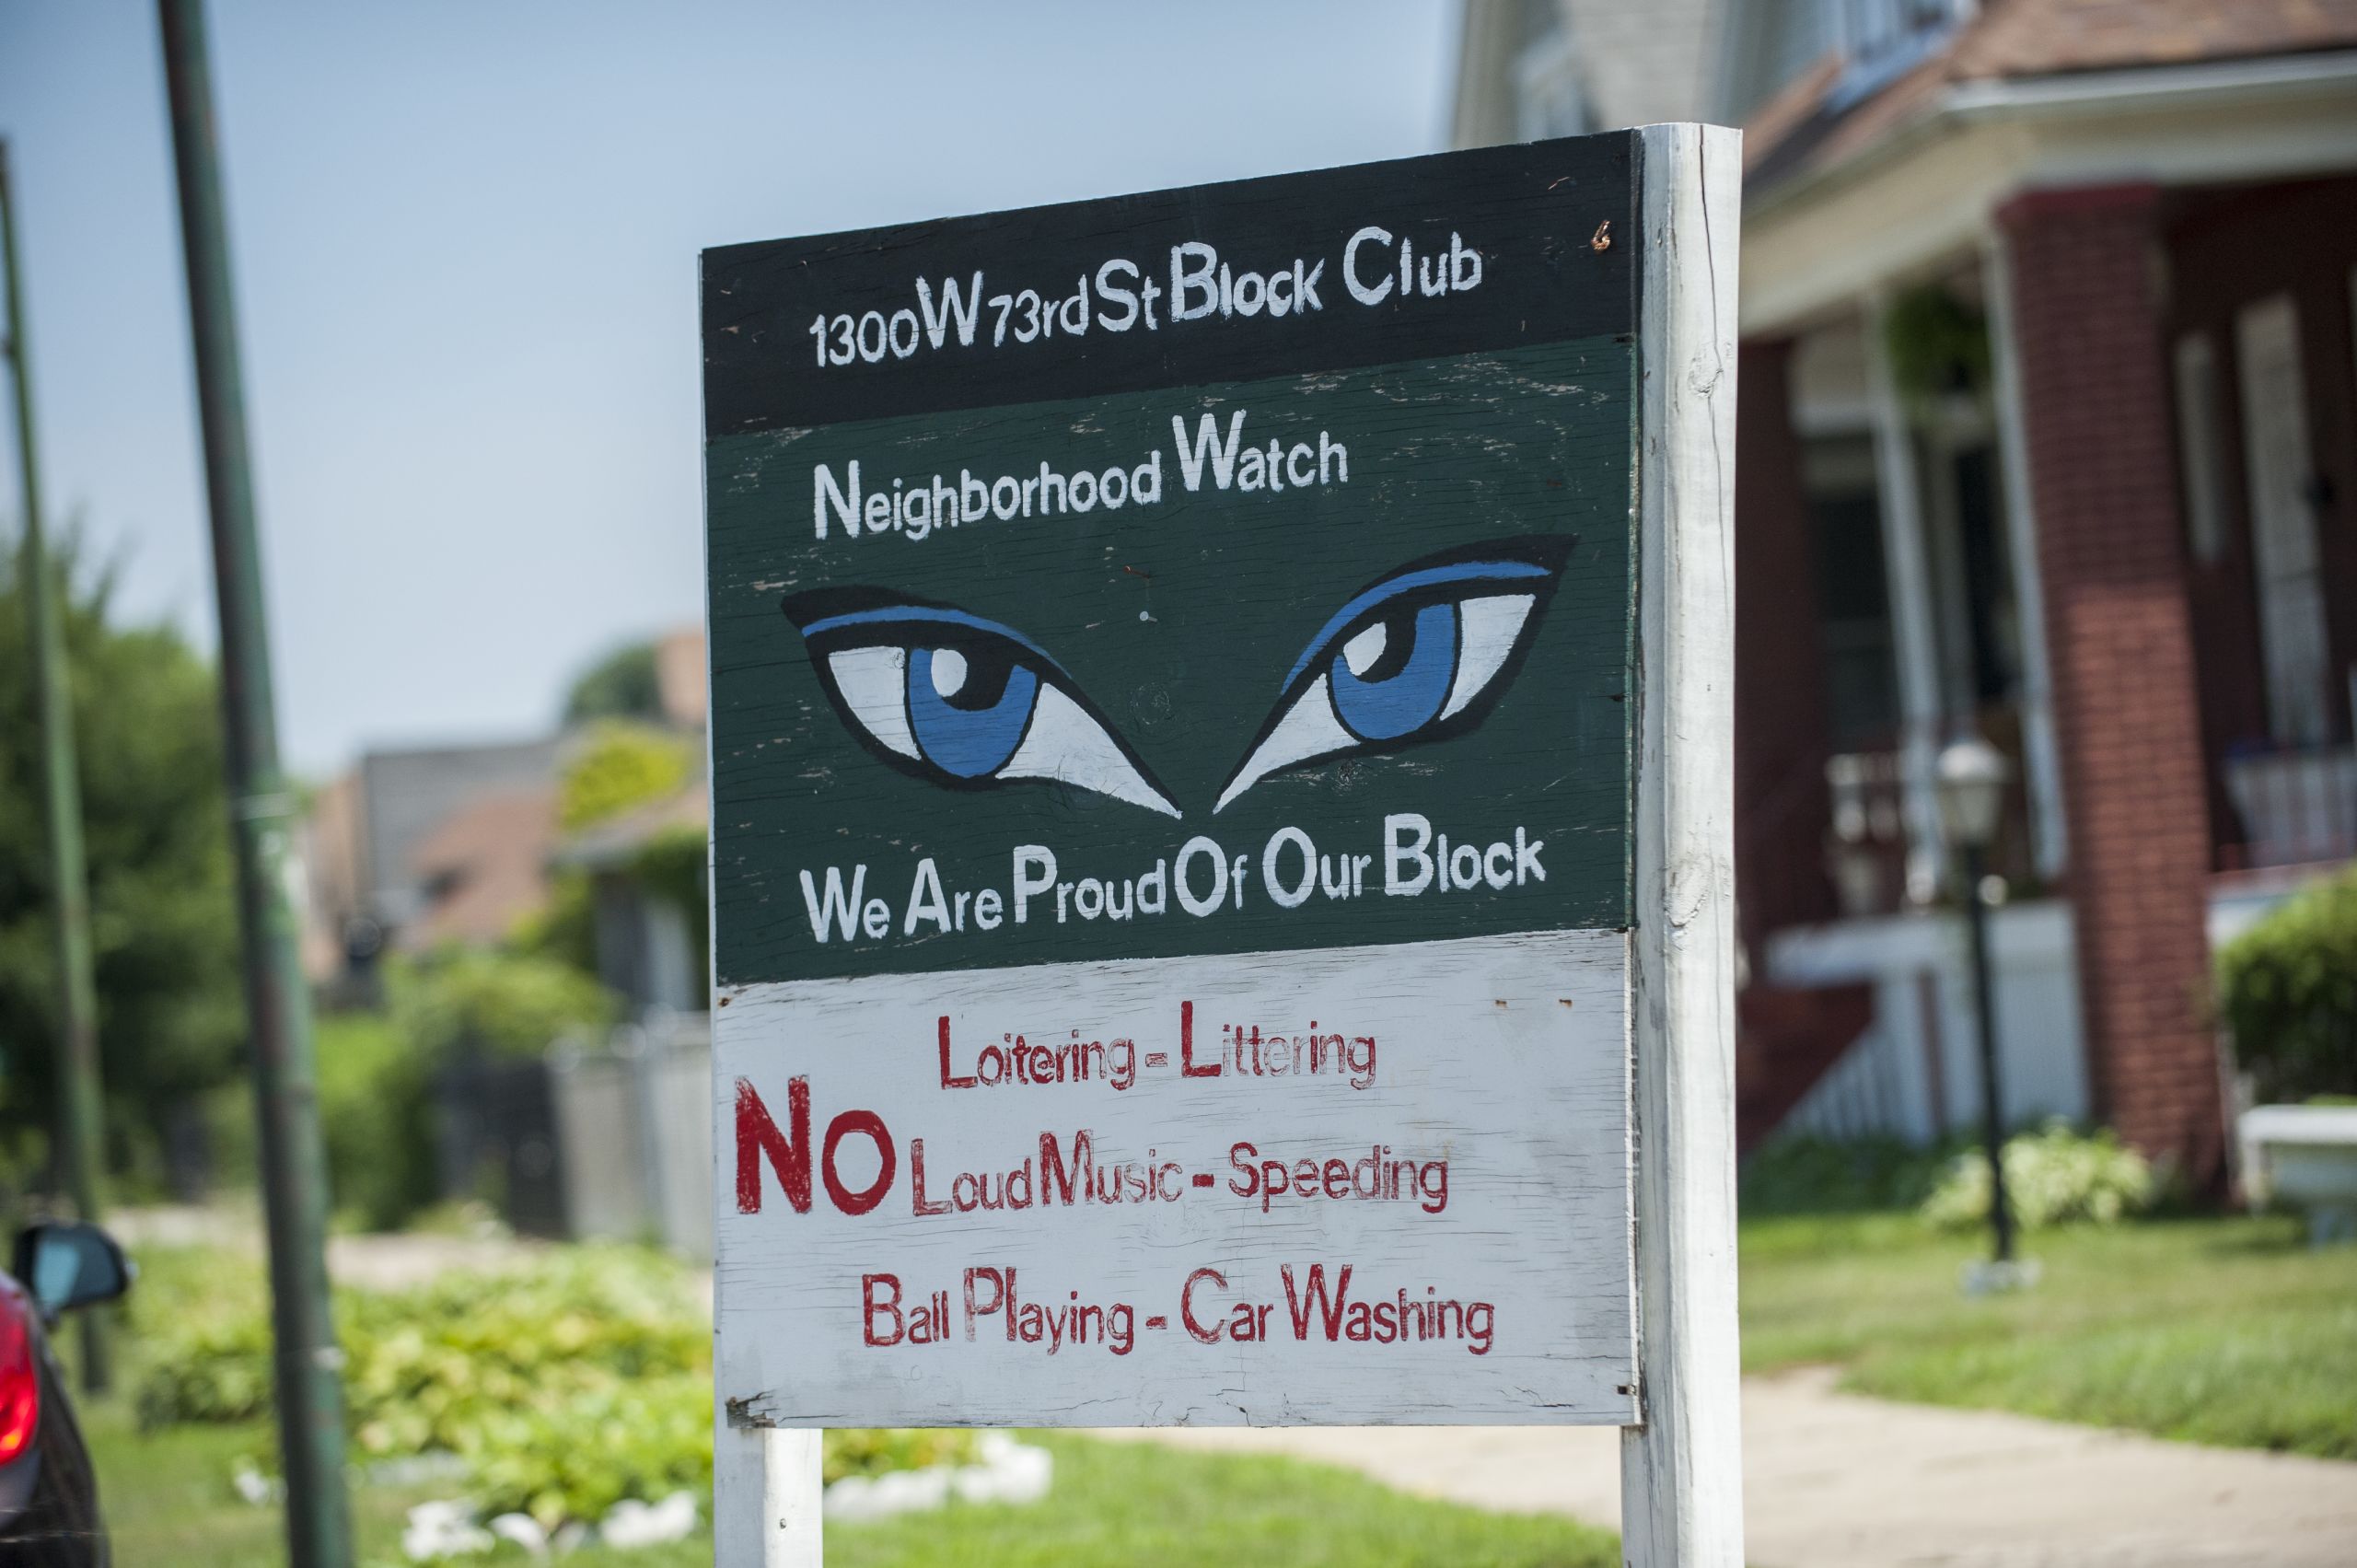 1300 W 73rd St Block Club
Neighborhood Watch
We Are Proud Of Our Block
Loitering - Littering
NO Loud Music - Speeding
Ball Playing - Car Washing